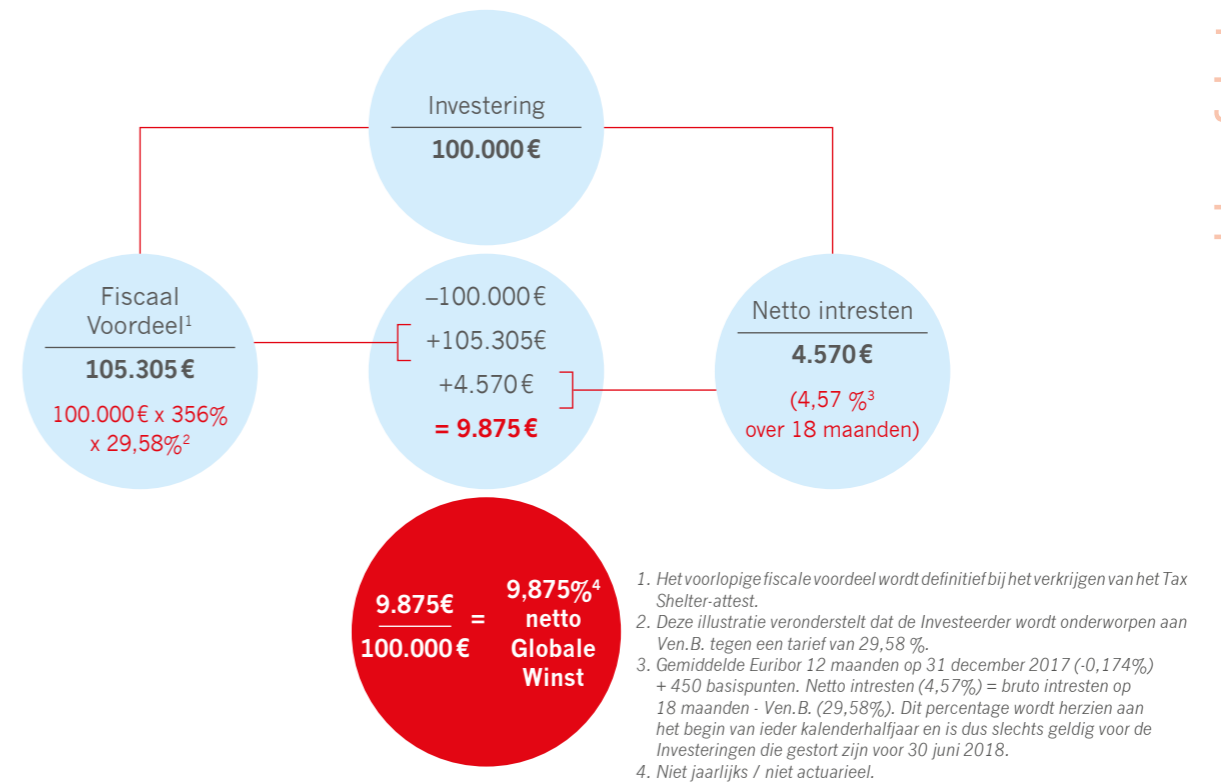 Investering
100.000 €
Fiscaal
Voordeel¹
105.305 €
100.000 € x 356%
x 29,58%²
–100.000 €
+105.305€
+4.570 €
= 9.875 €
Netto intresten
4.570 €
(4,57 %³
over 18 maanden)
9.875€
100.000 €
=
9,875%⁴
netto
Globale
Winst
1. Het voorlopige fiscale voordeel wordt definitief bij het verkrijgen van het Tax
Shelter-attest.
2. Deze illustratie veronderstelt dat de Investeerder wordt onderworpen aan
Ven.B. tegen een tarief van 29,58 %.
3. Gemiddelde Euribor 12 maanden op 31 december 2017 (-0,174%)
+ 450 basispunten. Netto intresten (4,57%) = bruto intresten op
18 maanden - Ven.B. (29,58%). Dit percentage wordt herzien aan
het begin van ieder kalenderhalfjaar en is dus slechts geldig voor de
Investeringen die gestort zijn voor 30 juni 2018.
4. Niet jaarlijks / niet actuarieel.